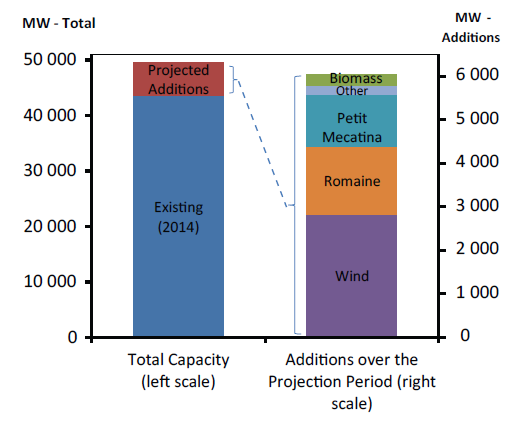 MW - Total
MW -
Additions
50 000
40 000
30 000
20 000
10 000
0
Projected
Additions
Existing
(2014)
Biomass
Other
Petit
Mecatina
Romaine
Wind
6 000
5 000
4 000
3 000
2 000
1 000
0
Total Capacity
(left scale)
Additions over the
Projection Period (right
scale)